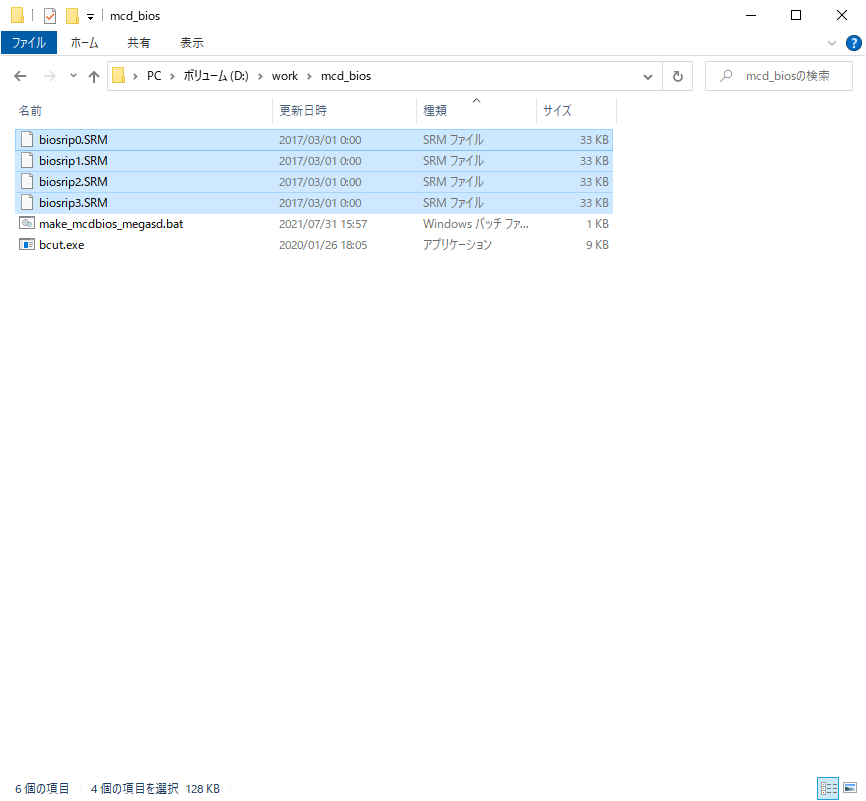 mcd_bios
ファイル ホーム 共有 表示
PC ボリューム (D:) work mcd_bios mcd_biosの検索
名前 更新日時 種類 サイズ
biosrip0.SRM 2017/03/01 0:00 SRM ファイル 33 KB
biosrip1.SRM 2017/03/01 0:00 SRM ファイル 33 KB
biosrip2.SRM 2017/03/01 0:00 SRM ファイル 33 KB
biosrip3.SRM 2017/03/01 0:00 SRM ファイル 33 KB
make_mcdbios_megasd.bat 2021/07/31 15:57 Windows バッチ ファ... 1 KB
bcut.exe 2020/01/26 18:05 アプリケーション 9 KB
6 個の項目 4 個の項目を選択 128 KB